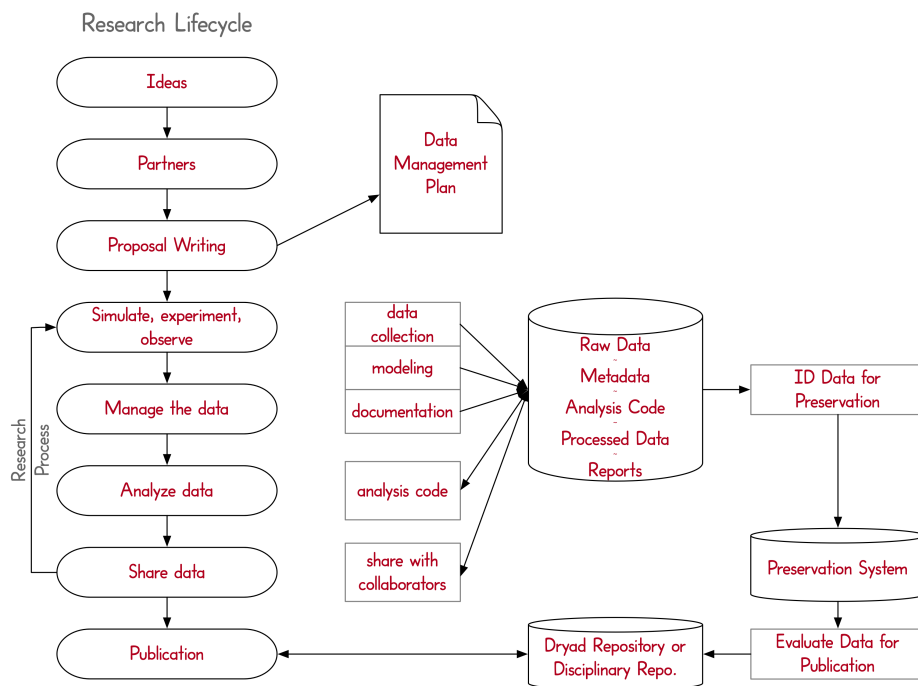 Research Lifecycle
Ideas
Partners
Proposal Writing
Data
Management
Plan
Simulate, experiment,
observe
Manage the data
Analyze data
Share data
Publication
Research
Process
data
collection
modeling
documentation
analysis code
share with
collaborators
Raw Data
~
Metadata
~
Analysis Code
~
Processed Data
~
Reports
ID Data for
Preservation
Preservation System
Evaluate Data for
Publication
Dryad Repository or
Disciplinary Repo.